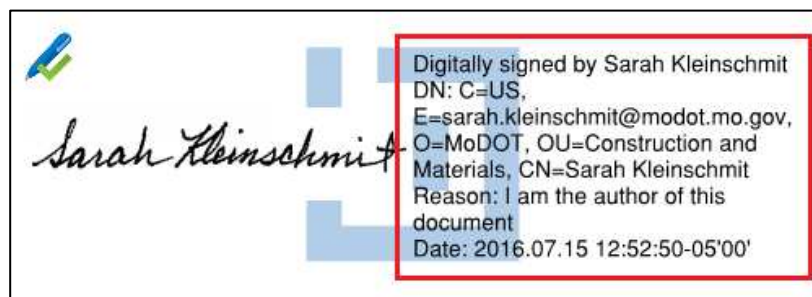 Sarah Kleinschmit
Digitally signed by Sarah Kleinschmit
DN: C=US,
E=sarah.kleinschmit@modot.mo.gov,
O=MoDOT, OU=Construction and
Materials, CN=Sarah Kleinschmit
Reason: I am the author of this
document
Date: 2016.07.15 12:52:50-05'00'